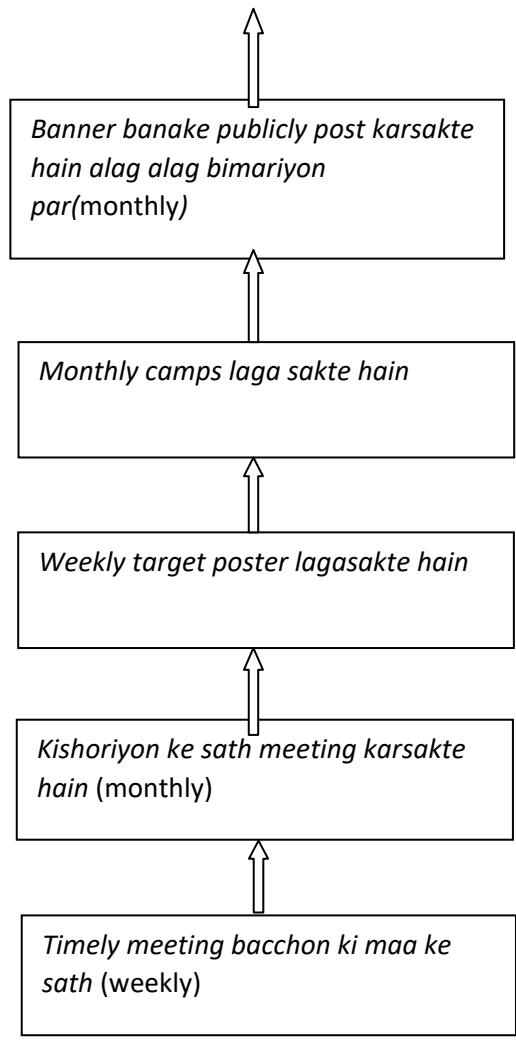 Banner banake publicly post karsakte
hain alag alag bimariyon
par(monthly)
Monthly camps laga sakte hain
Weekly target poster lagasakte hain
Kishoriyon ke sath meeting karsakte
hain (monthly)
Timely meeting bacchon ki maa ke
sath (weekly)